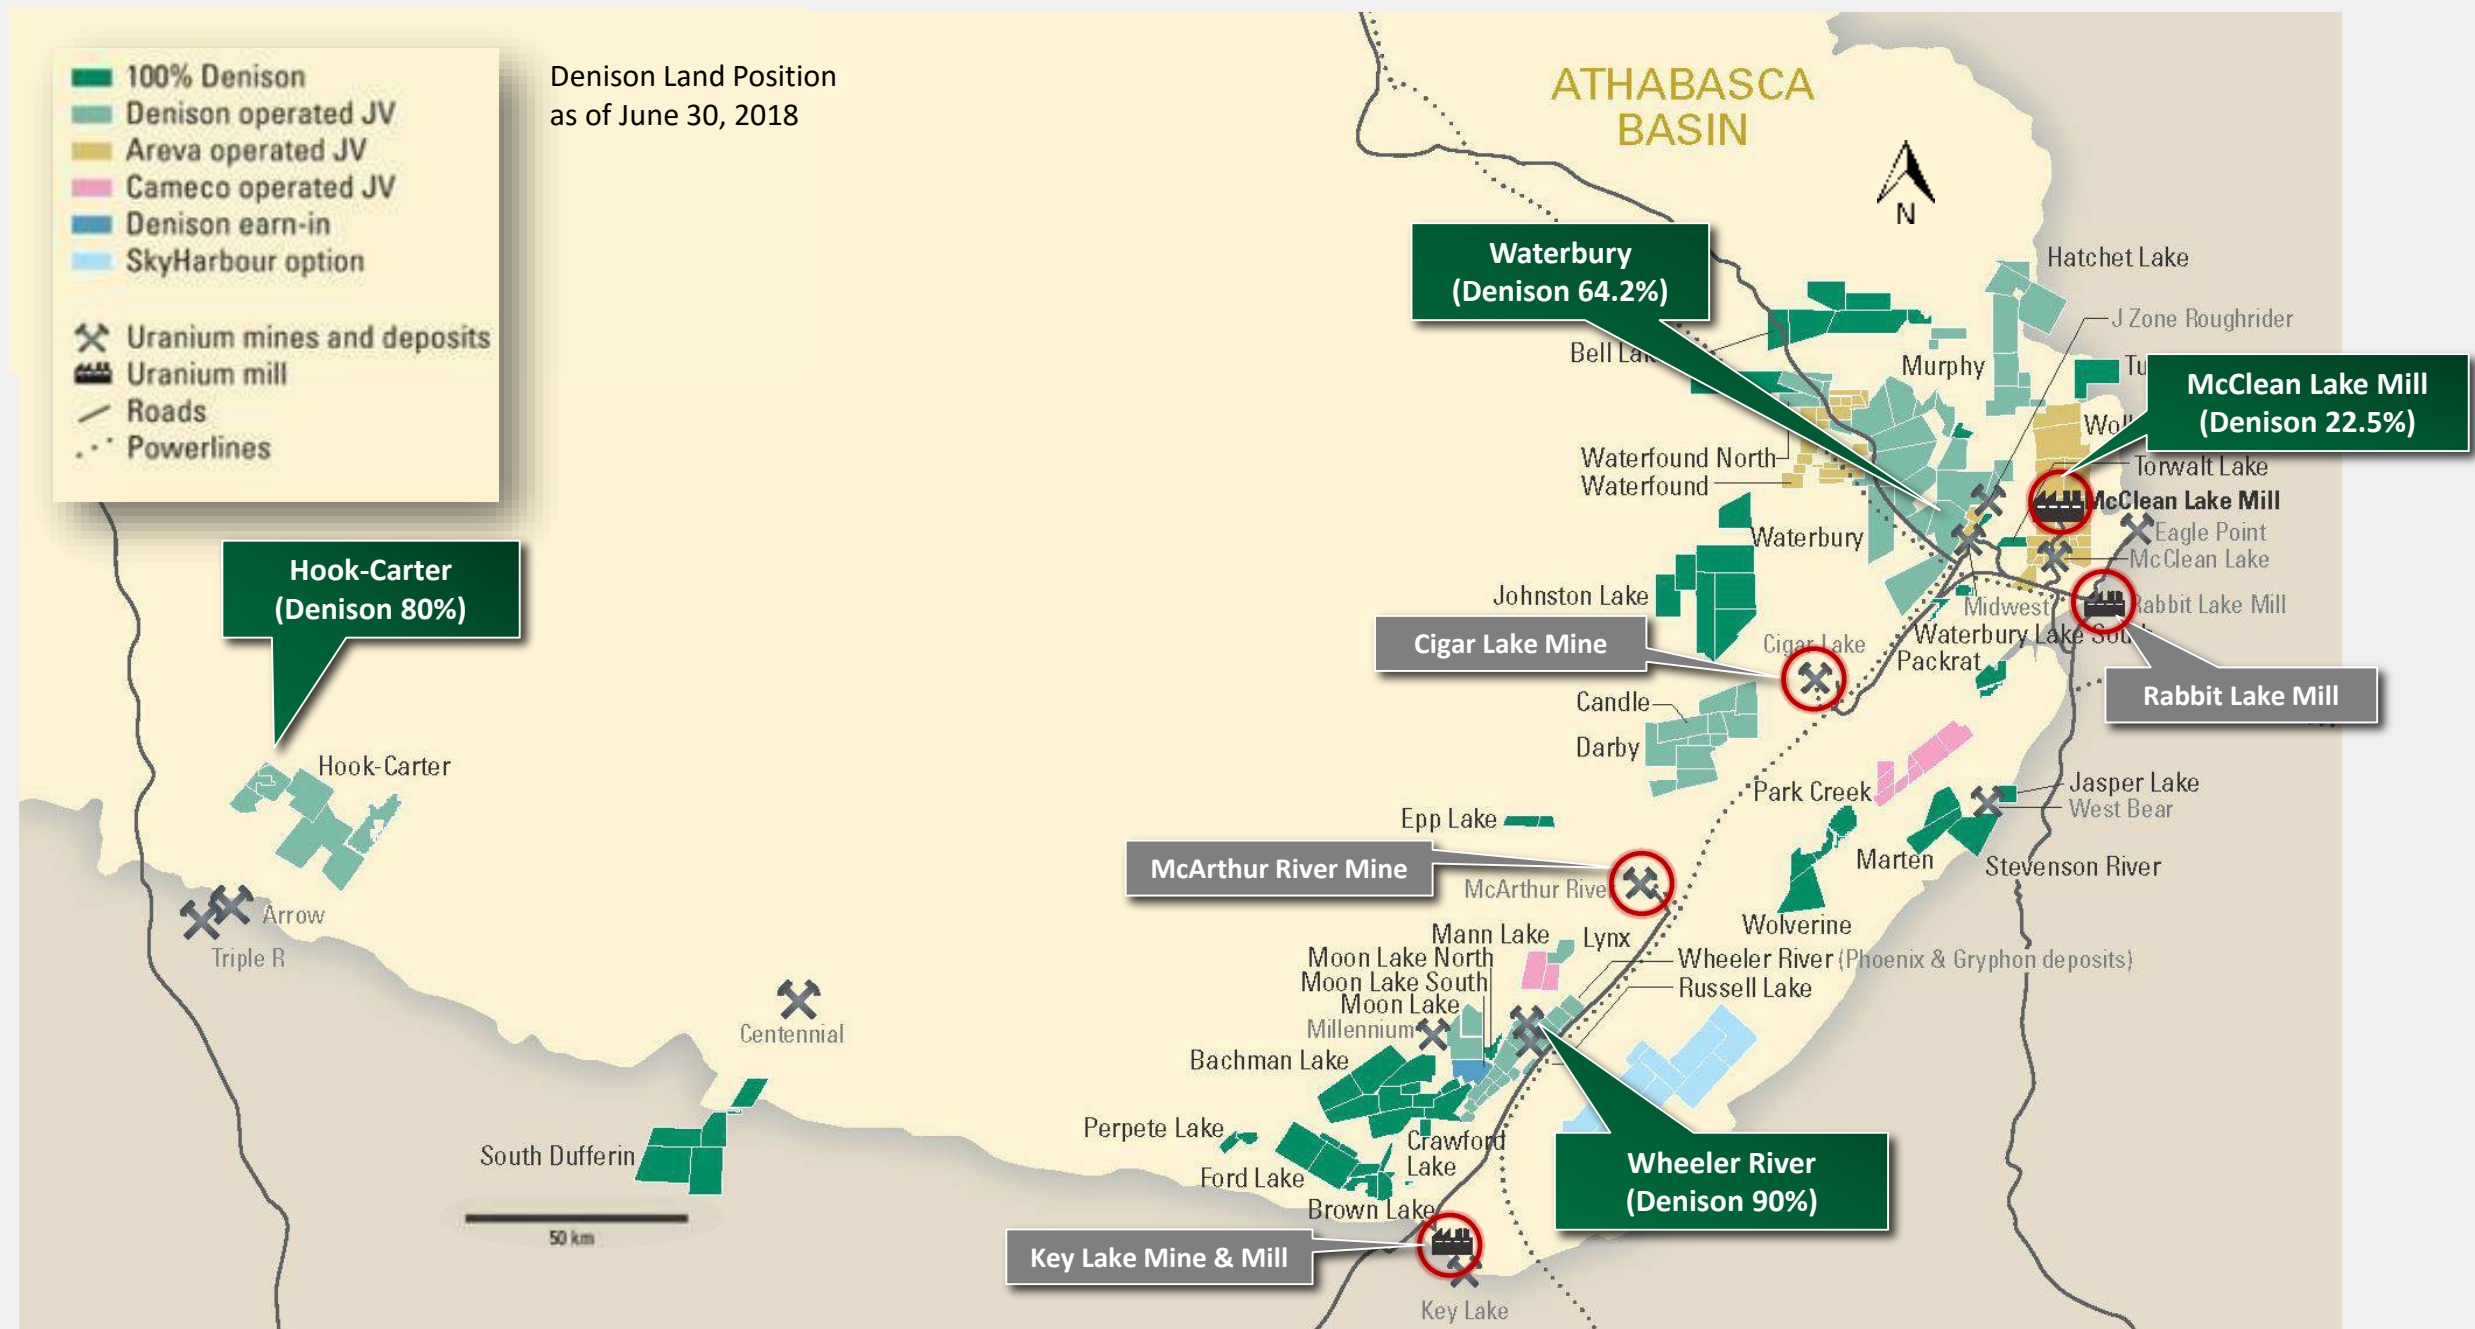 100% Denison
Denison operated JV
Areva operated JV
Cameco operated JV
Denison earn-in
SkyHarbour option
Uranium mines and deposits
Uranium mill
Roads
Powerlines
Denison Land Position
as of June 30, 2018
ATHABASCA
BASIN
N
Waterbury
(Denison 64.2%)
Hatchet Lake
J Zone Roughrider
Murphy
McClean Lake Mill
(Denison 22.5%)
Waterfound North
Waterfound
Torwalt Lake
McClean Lake Mill
Eagle Point
McClean Lake
Waterbury
Hook-Carter
(Denison 80%)
Johnston Lake
Midwest
Rabbit Lake Mill
Cigar Lake Mine
Cigar Lake
Waterbury Lake South
Packrat
Rabbit Lake Mill
Candle
Darby
Hook-Carter
Park Creek
Jasper Lake
West Bear
Epp Lake
Marten
Stevenson River
McArthur River Mine
McArthur River
Wolverine
Arrow
Triple R
Mann Lake
Lynx
Moon Lake North
Wheeler River (Phoenix & Gryphon deposits)
Moon Lake South
Russell Lake
Moon Lake
Millennium
Centennial
Bachman Lake
Perpete Lake
Crawford
Lake
South Dufferin
Ford Lake
Wheeler River
(Denison 90%)
Brown Lake
50 km
Key Lake Mine & Mill
Key Lake